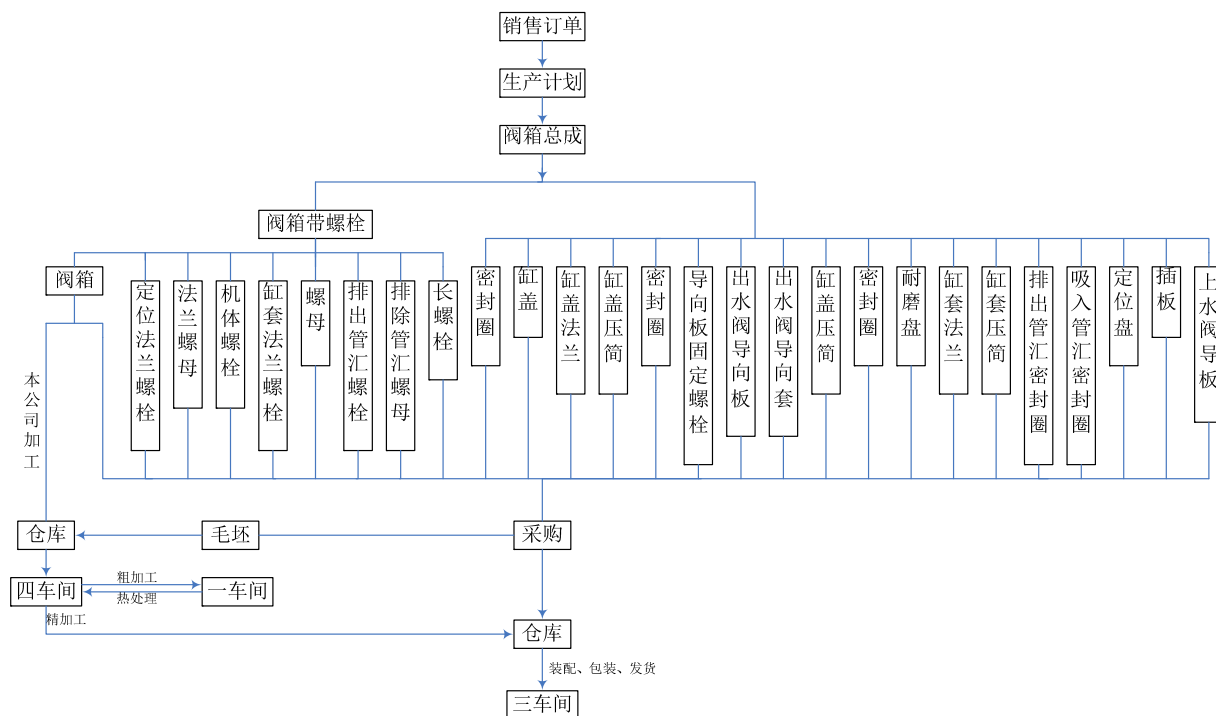 销售订单
生产计划
阀箱总成
阀箱带螺栓
阀箱
定位法兰螺栓
法兰螺母
机体螺栓
缸套法兰螺栓
螺母
排出管汇螺栓
排除管汇螺母
长螺栓
密封圈
缸盖
缸盖法兰
缸盖压筒
密封圈
导向板固定螺栓
出水阀导向板
出水阀导向套
缸盖压筒
密封圈
耐磨盘
缸套法兰
缸套压筒
排出管汇密封圈
吸入管汇密封圈
定位盘
插板
上水阀导板
本公司加工
仓库
毛坯
采购
四车间
粗加工
热处理
一车间
精加工
仓库
装配、包装、发货
三车间